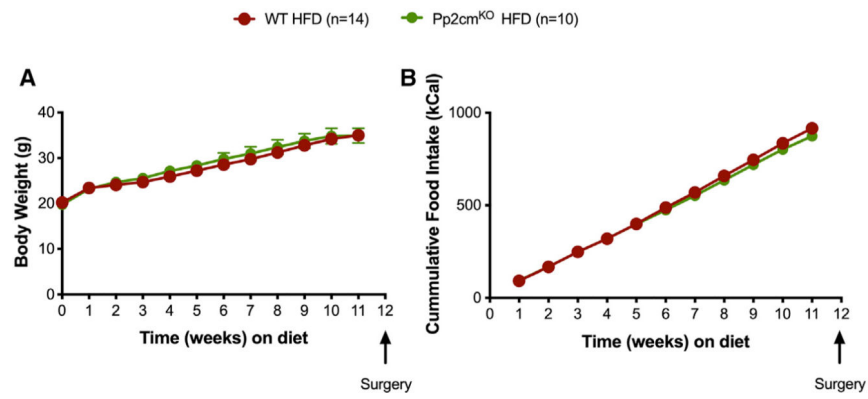 WT HFD (n=14) Pp2cmKO HFD (n=10)
A
Body Weight (g)
40
30
20
10
0
0 1 2 3 4 5 6 7 8 9 10 11 12
Time (weeks) on diet
Surgery
B
Cummulative Food Intake (kCal)
1000
500
0
0 1 2 3 4 5 6 7 8 9 10 11 12
Time (weeks) on diet
Surgery